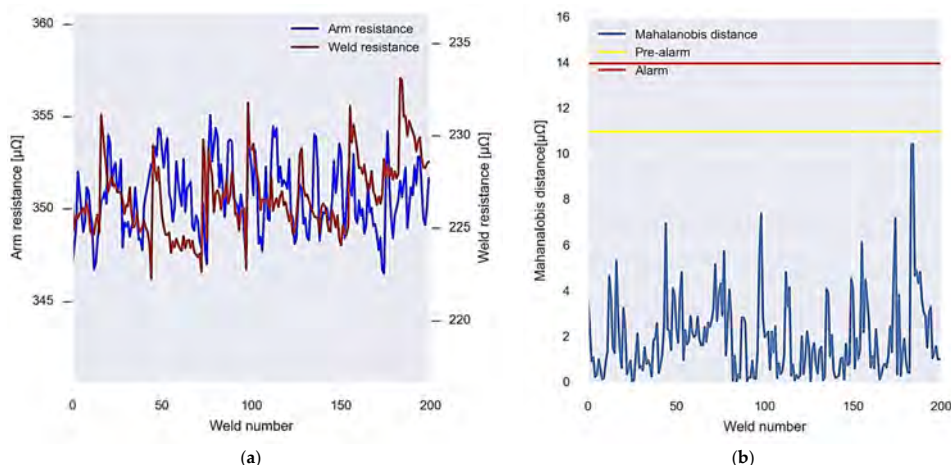 360
355
350
345
Arm resistance [μΩ]
Arm resistance
Weld resistance
235
230
225
220
Weld resistance [μΩ]
0 50 100 150 200
Weld number
(a)
16
14
12
10
8
6
4
2
0
Mahanalobis distance[μΩ]
Mahalanobis distance
Pre-alarm
Alarm
0 50 100 150 200
Weld number
(b)